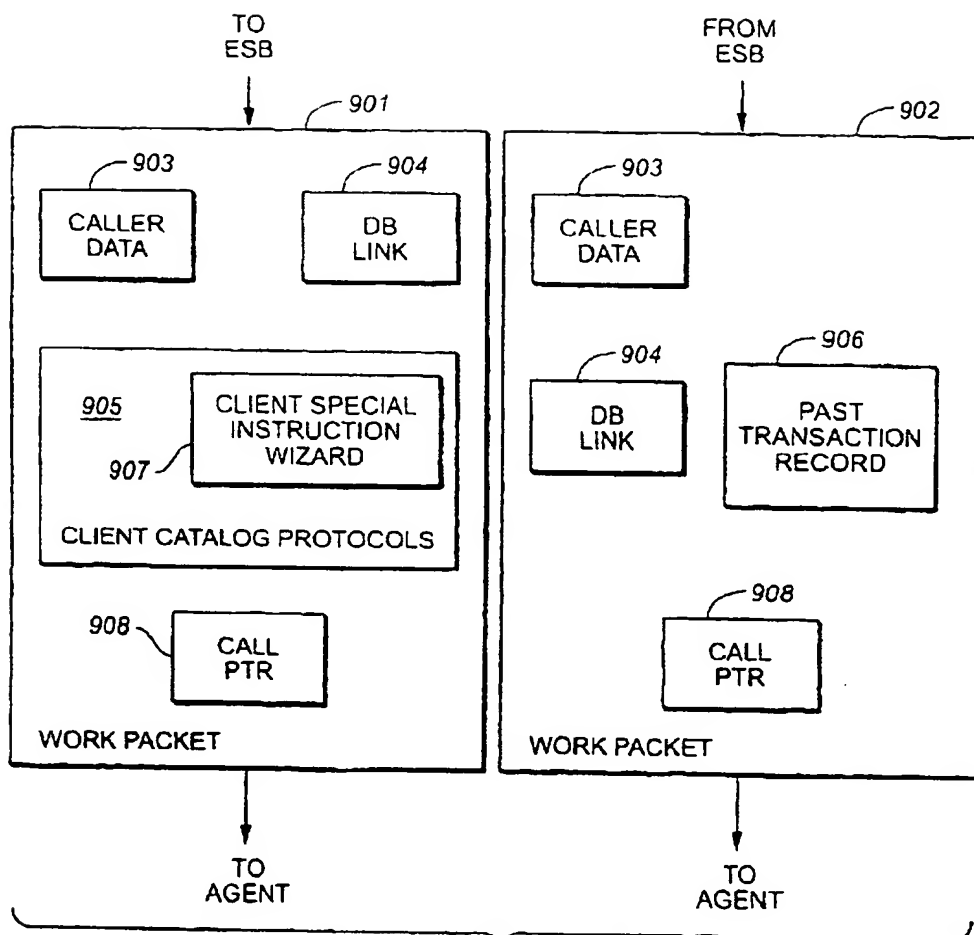 TO
ESB
901
903
904
CALLER
DATA
DB
LINK
905
CLIENT SPECIAL
INSTRUCTION
WIZARD
907
CLIENT CATALOG PROTOCOLS
908
CALL
PTR
WORK PACKET
TO
AGENT
FROM
ESB
902
903
CALLER
DATA
904
906
DB
LINK
PAST
TRANSACTION
RECORD
908
CALL
PTR
WORK PACKET
TO
AGENT